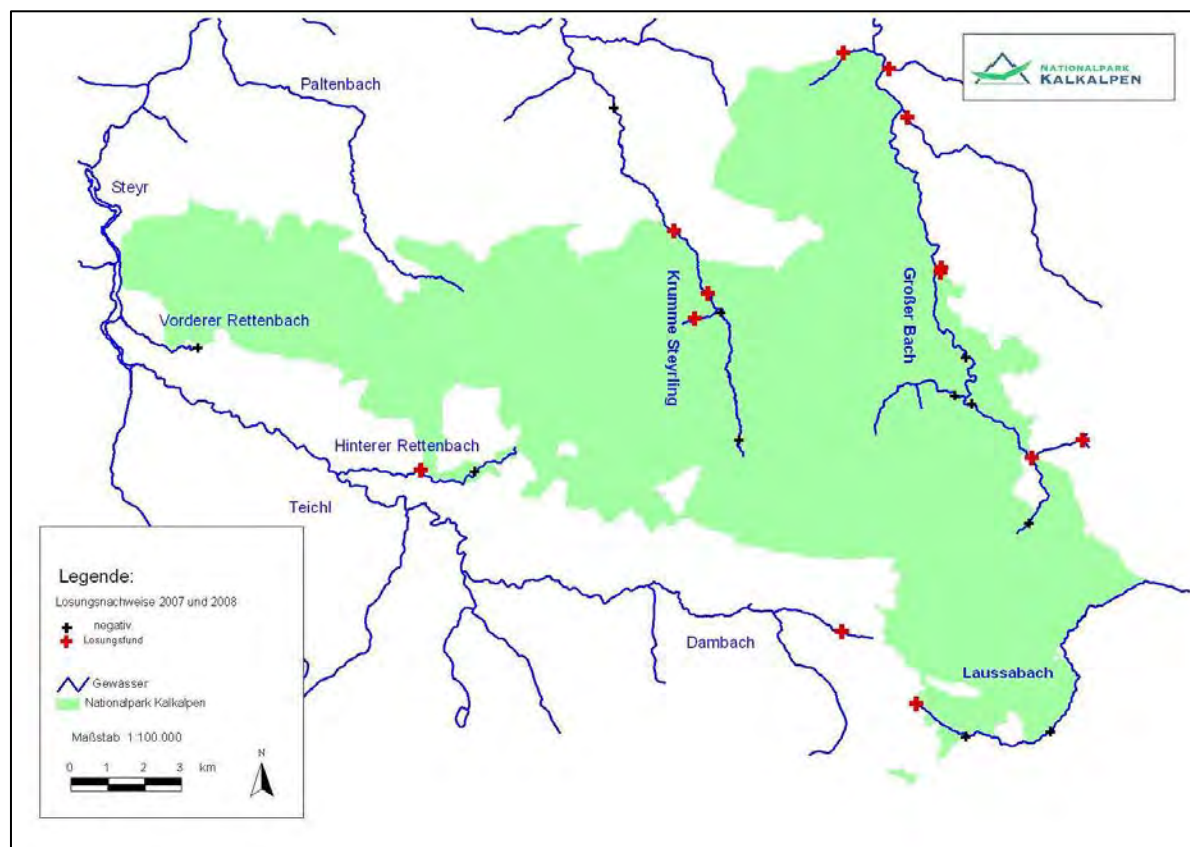 NATIONALPARK
KALKALPEN
Paltenbach
Steyr
Vorderer Rettenbach
Krumme Steyrling
Großer Bach
Hinterer Rettenbach
Teichl
Dambach
Laussabach
Legende:
Losungsnachweise 2007 und 2008
negativ
Losungsfund
Gewässer
Nationalpark Kalkalpen
Maßstab 1:100.000
0 1 2 3 km
N